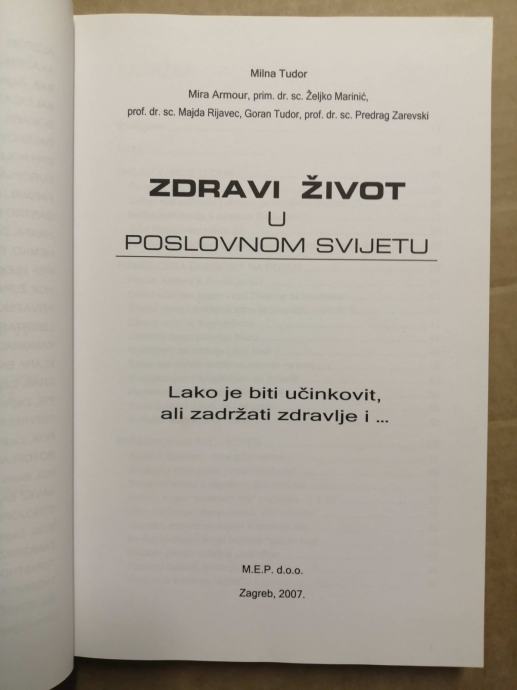 Milna Tudor
Mira Armour, prim. dr. sc. Željko Marinić,
prof. dr. sc. Majda Rijavec, Goran Tudor, prof. dr. sc. Predrag Zarevski
ZDRAVI ŽIVOT
U
POSLOVNOM SVIJETU
Lako je biti učinkovit,
ali zadržati zdravlje i ...
M.E.P. d.o.o.
Zagreb, 2007.